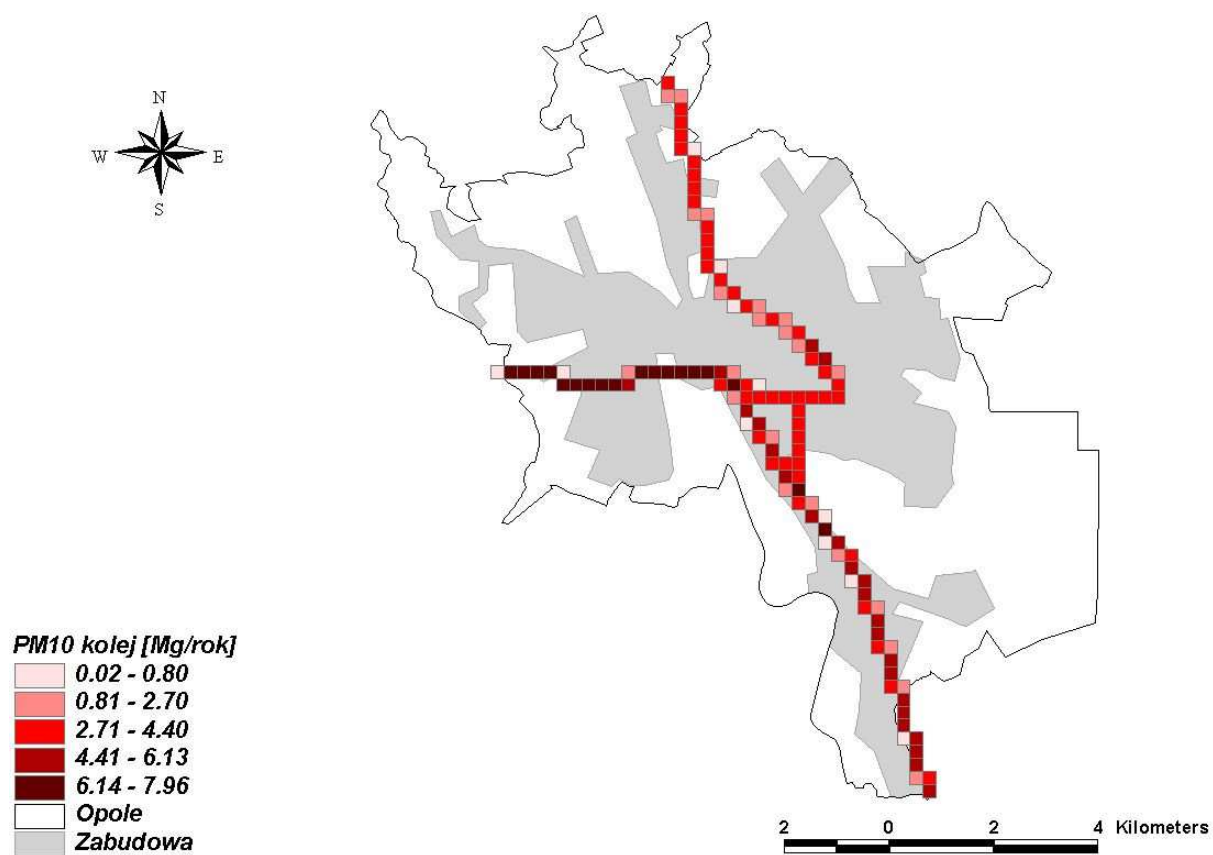 N
W E
S
PM10 kolej [Mg/rok]
0.02 - 0.80
0.81 - 2.70
2.71 - 4.40
4.41 - 6.13
6.14 - 7.96
Opole
Zabudowa
2 0 2 4 Kilometers